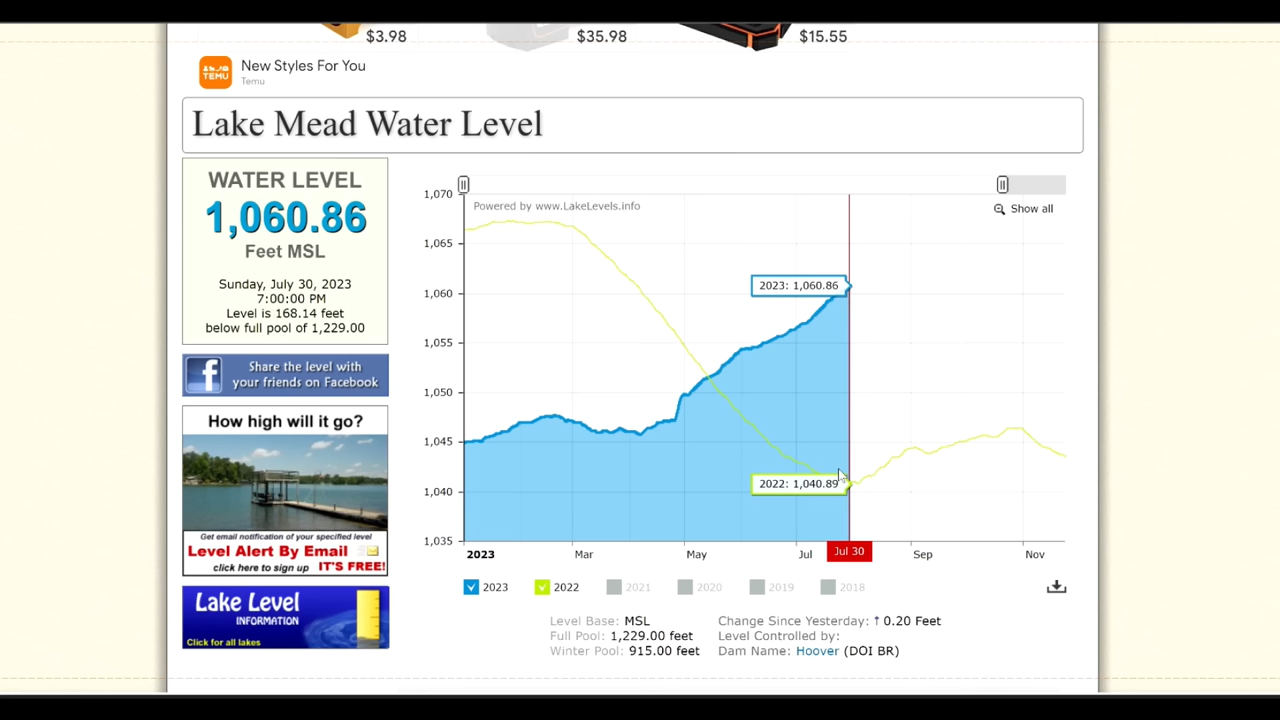 $3.98
$35.98
$15.55
TEMU
New Styles For You
Temu
Lake Mead Water Level
WATER LEVEL
1,060.86
Feet MSL
Sunday, July 30, 2023
7:00:00 PM
Level is 168.14 feet
below full pool of 1,229.00
Share the level with
your friends on Facebook
How high will it go?
Get email notification of your specified level
Level Alert By Email
click here to sign up IT'S FREE!
Lake Level
INFORMATION
Click for all lakes
Powered by www.LakeLevels.info
Show all
1,070
1,065
1,060
1,055
1,050
1,045
1,040
1,035
2023: 1,060.86
2022: 1,040.89
2023 Mar May Jul Jul 30 Sep Nov
2023 2022 2021 2020 2019 2018
Level Base: MSL
Full Pool: 1,229.00 feet
Winter Pool: 915.00 feet
Change Since Yesterday: ↑ 0.20 Feet
Level Controlled by:
Dam Name: Hoover (DOI BR)